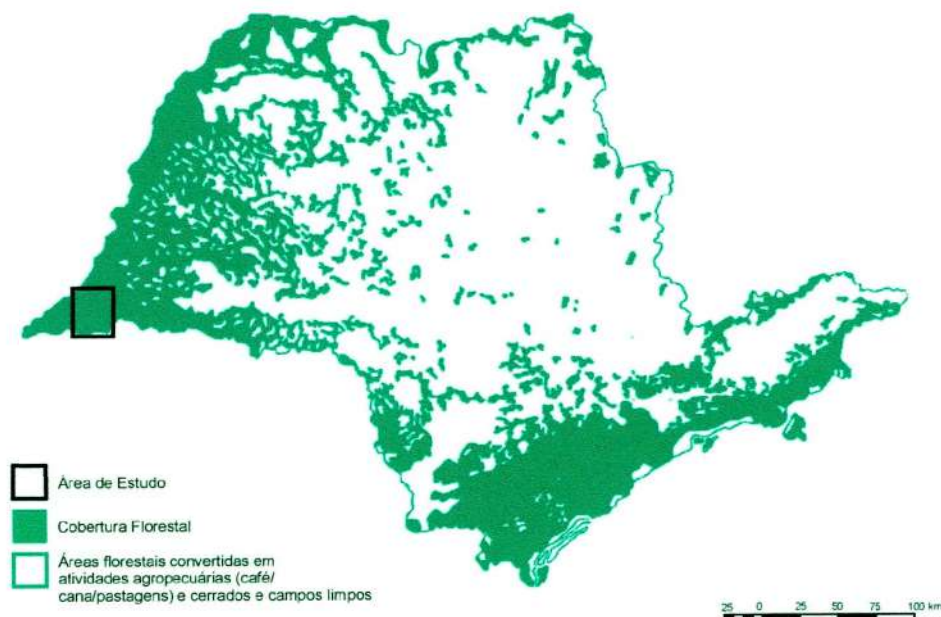 Área de Estudo
Cobertura Florestal
Áreas florestais convertidas em
atividades agropecuárias (café/
cana/pastagens) e cerrados e campos limpos
25 0 25 50 75 100 km